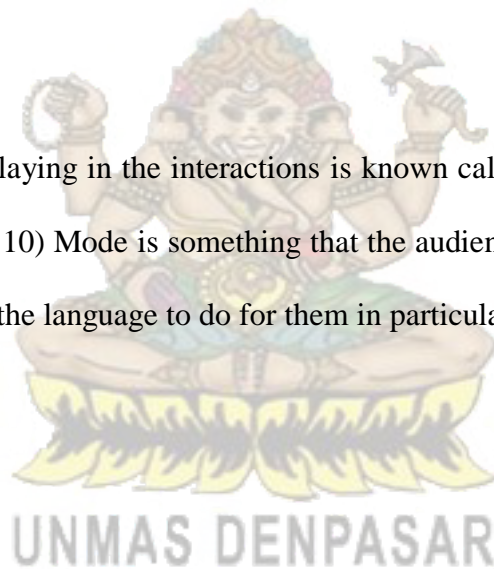 laying in the interactions is known cal
10) Mode is something that the audien
the language to do for them in particula
UNMAS DENPASAR